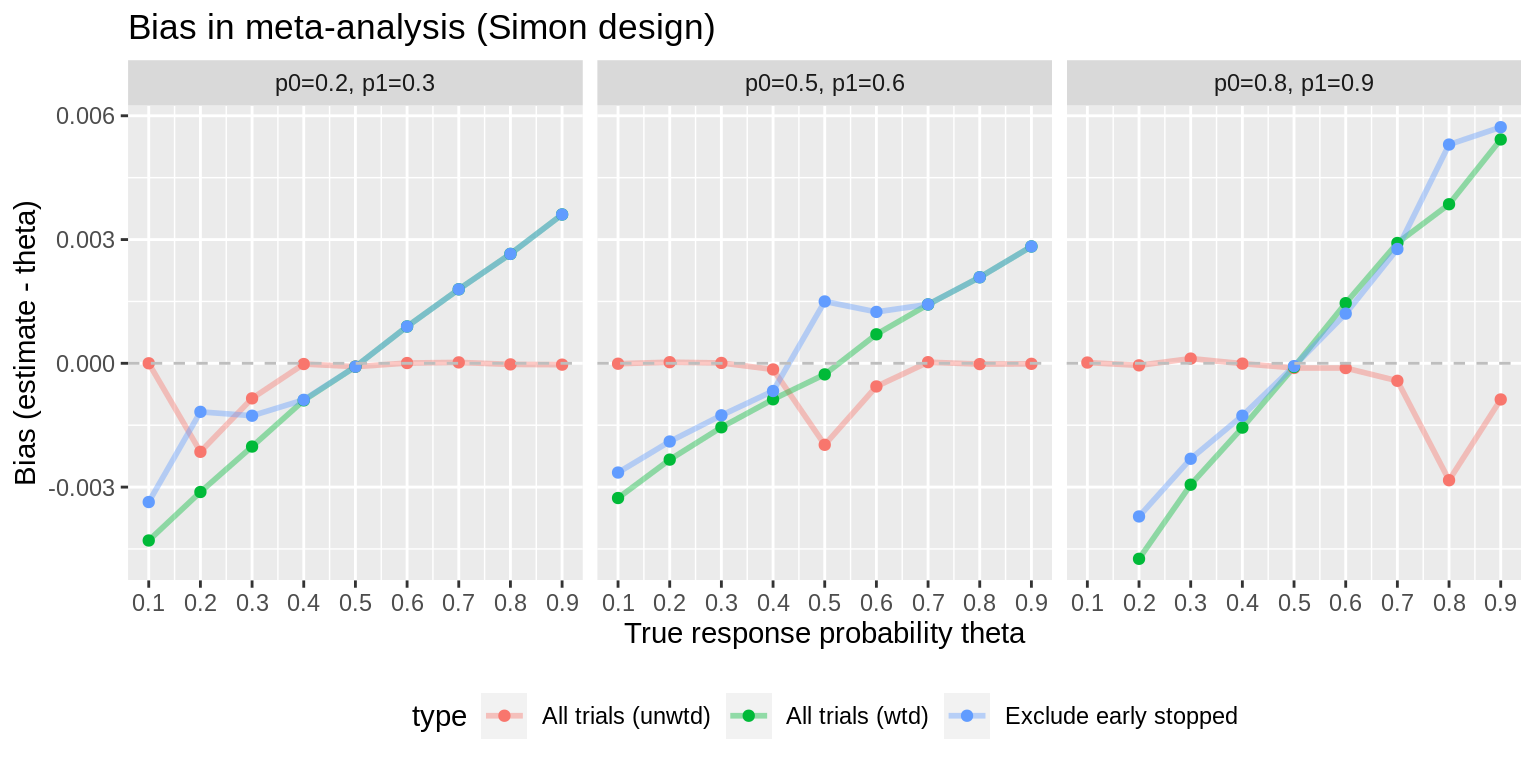 Bias in meta-analysis (Simon design)
p0=0.2, p1=0.3
p0=0.5, p1=0.6
p0=0.8, p1=0.9
Bias (estimate - theta)
0.006
0.003
0.000
-0.003
0.1 0.2 0.3 0.4 0.5 0.6 0.7 0.8 0.9
0.1 0.2 0.3 0.4 0.5 0.6 0.7 0.8 0.9
0.1 0.2 0.3 0.4 0.5 0.6 0.7 0.8 0.9
True response probability theta
type All trials (unwtd) All trials (wtd) Exclude early stopped